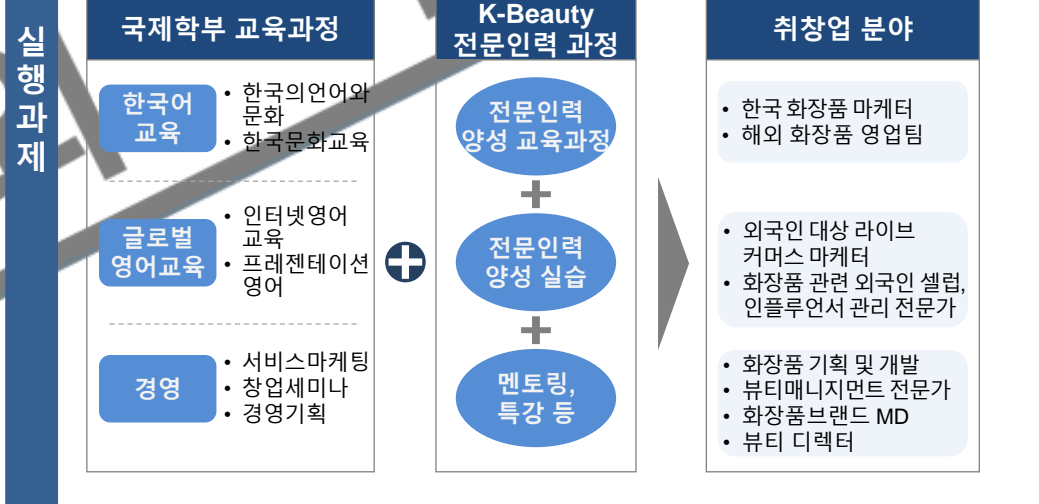 실
행
과
제
국제학부 교육과정
한국어
교육
• 한국의언어와
문화
• 한국문화교육
글로벌
영어교육
• 인터넷영어
교육
• 프레젠테이션
영어
경영
• 서비스마케팅
• 창업세미나
• 경영기획
K-Beauty
전문인력 과정
전문인력
양성 교육과정
전문인력
양성 실습
멘토링,
특강 등
취창업 분야
• 한국 화장품 마케터
• 해외 화장품 영업팀
• 외국인 대상 라이브
커머스 마케터
• 화장품 관련 외국인 셀럽,
인플루언서 관리 전문가
• 화장품 기획 및 개발
• 뷰티매니지먼트 전문가
• 화장품브랜드 MD
• 뷰티 디렉터